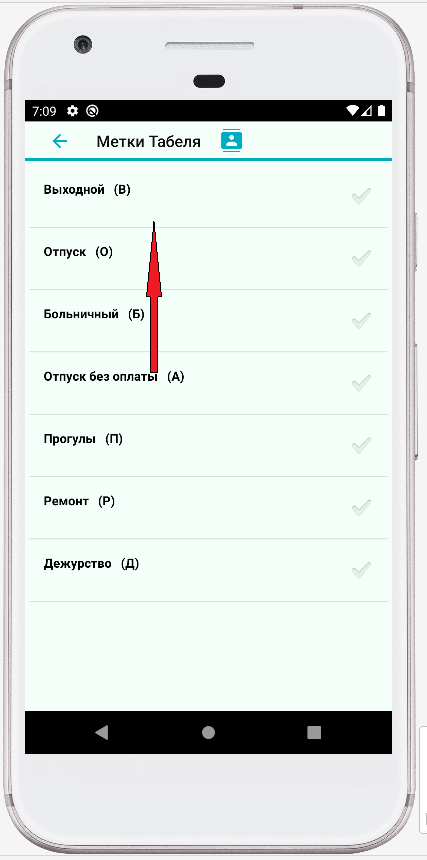 7:09
Метки Табеля
Выходной (В)
Отпуск (О)
Больничный (Б)
Отпуск без оплаты (А)
Прогулы (П)
Ремонт (Р)
Дежурство (Д)